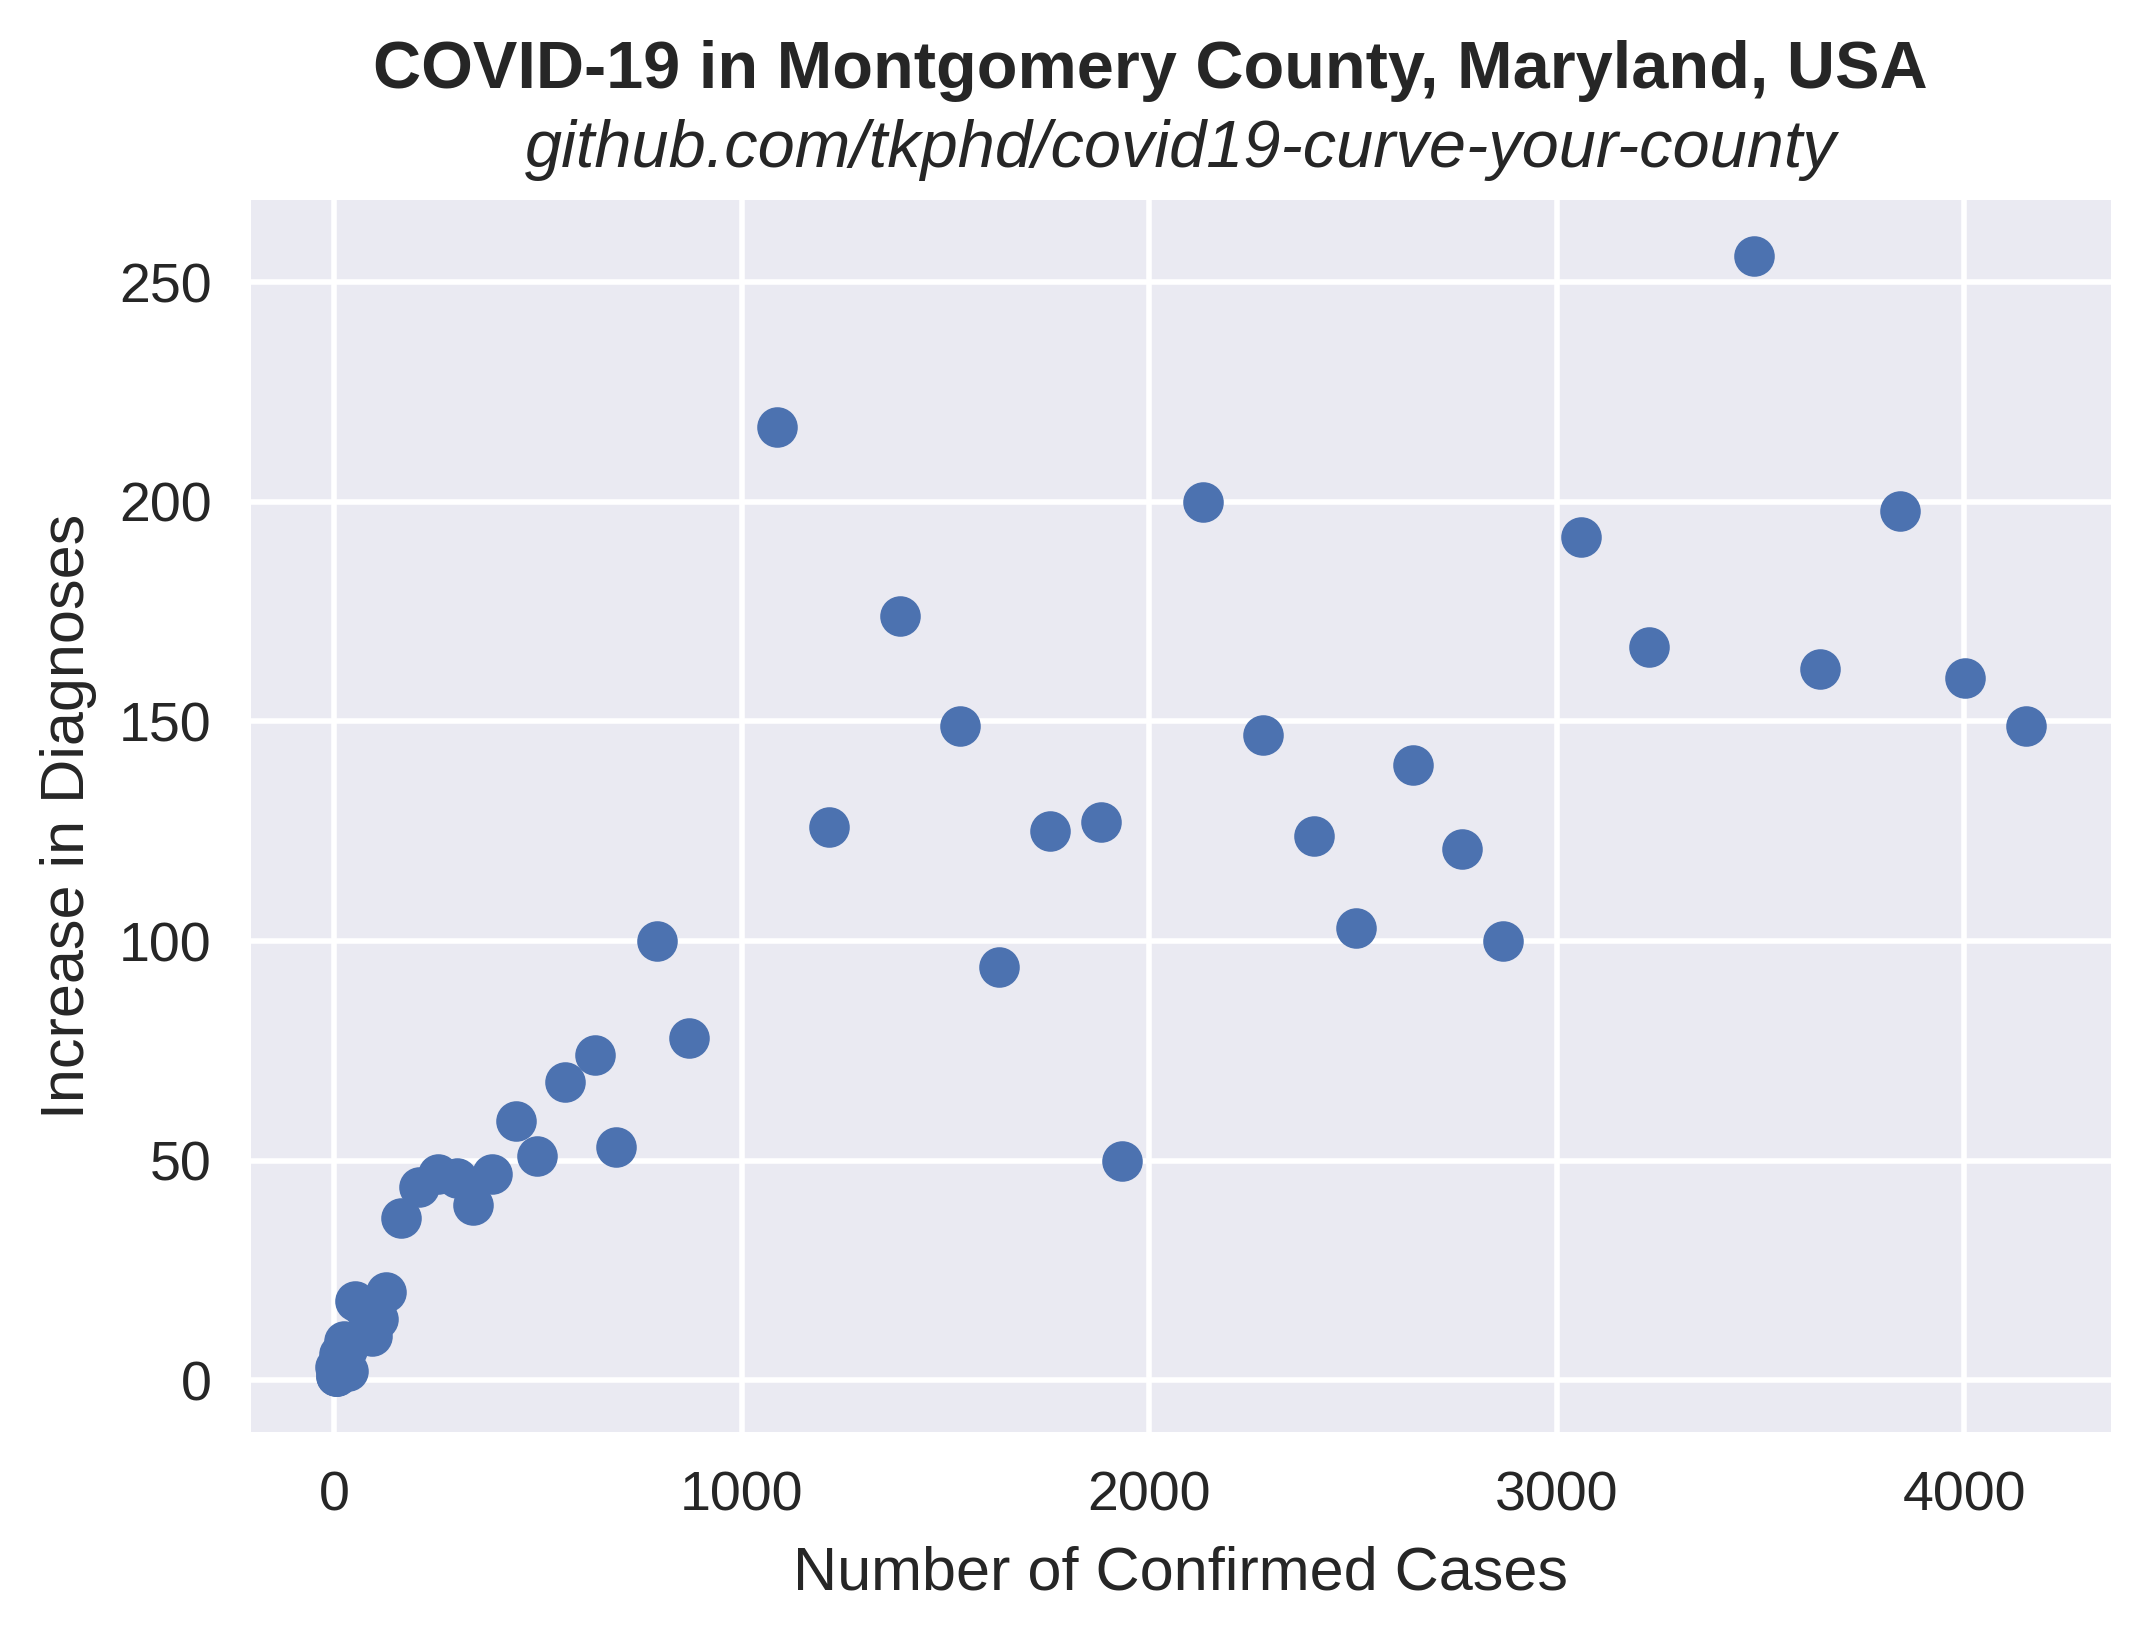 COVID-19 in Montgomery County, Maryland, USA
github.com/tkphd/covid19-curve-your-county
250
200
150
100
50
0
Increase in Diagnoses
0 1000 2000 3000 4000
Number of Confirmed Cases